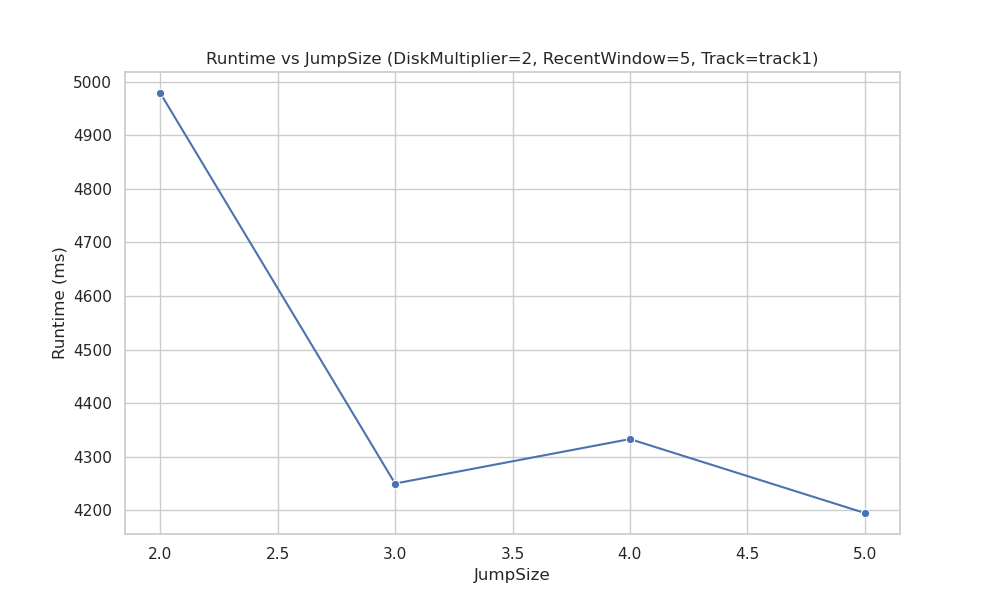 Runtime vs JumpSize (DiskMultiplier=2, RecentWindow=5, Track=track1)
5000
4900
4800
4700
4600
4500
4400
4300
4200
Runtime (ms)
2.0 2.5 3.0 3.5 4.0 4.5 5.0
JumpSize